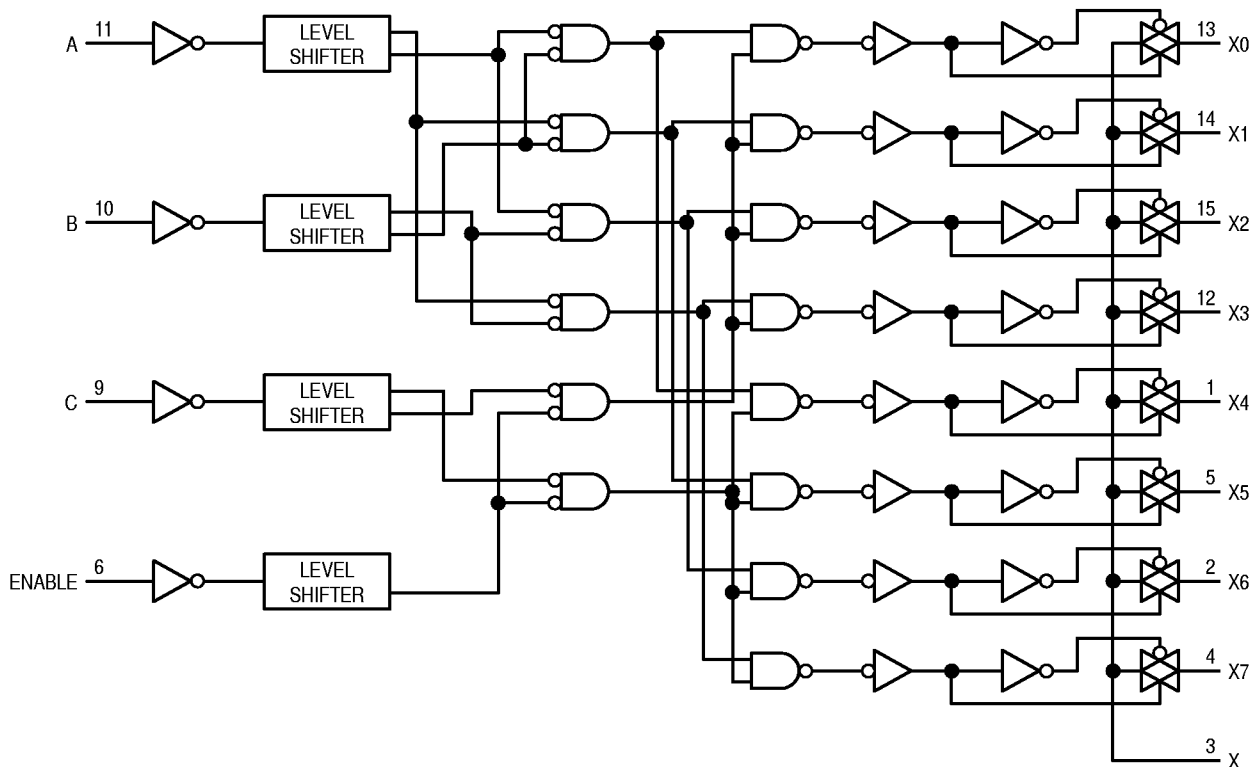 A 11
LEVEL
SHIFTER
13 X0
14 X1
B 10
LEVEL
SHIFTER
15 X2
12 X3
C 9
LEVEL
SHIFTER
1 X4
5 X5
ENABLE 6
LEVEL
SHIFTER
2 X6
4 X7
3 X